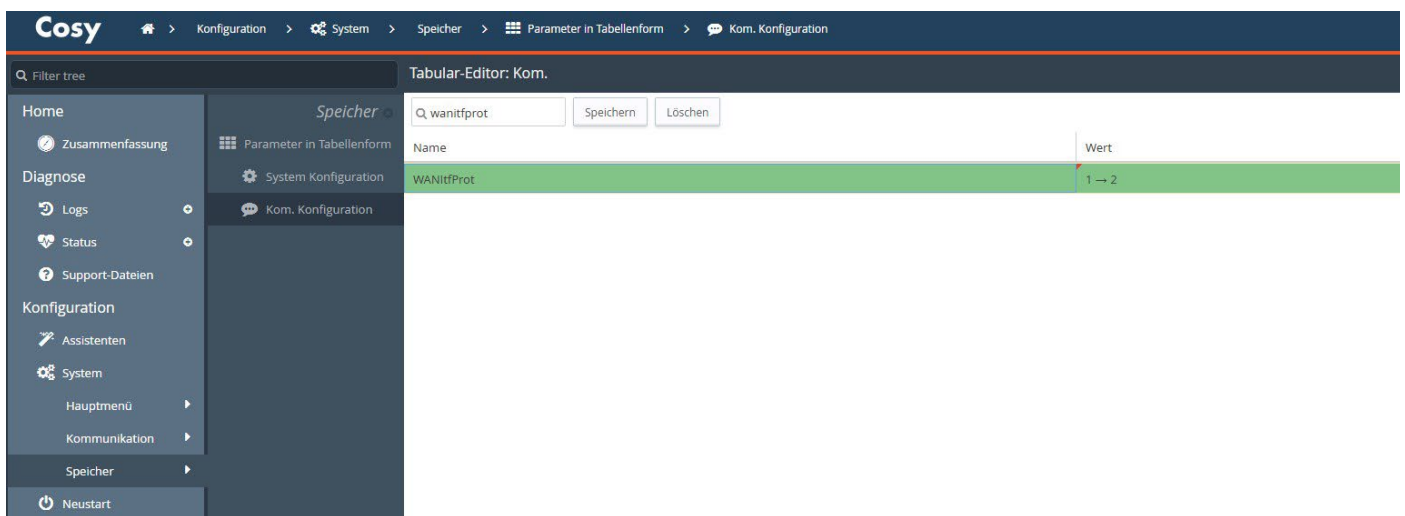 Cosy > Konfiguration > System > Speicher > Parameter in Tabellenform > Kom. Konfiguration
Filter tree
Tabular-Editor: Kom.
Home
Zusammenfassung
Diagnose
Logs
Status
Support-Dateien
Konfiguration
Assistenten
System
Hauptmenü
Kommunikation
Speicher
Neustart
Speicher
Parameter in Tabellenform
System Konfiguration
Kom. Konfiguration
wanitfprot Speichern Löschen
Name Wert
WANItfProt 1 → 2